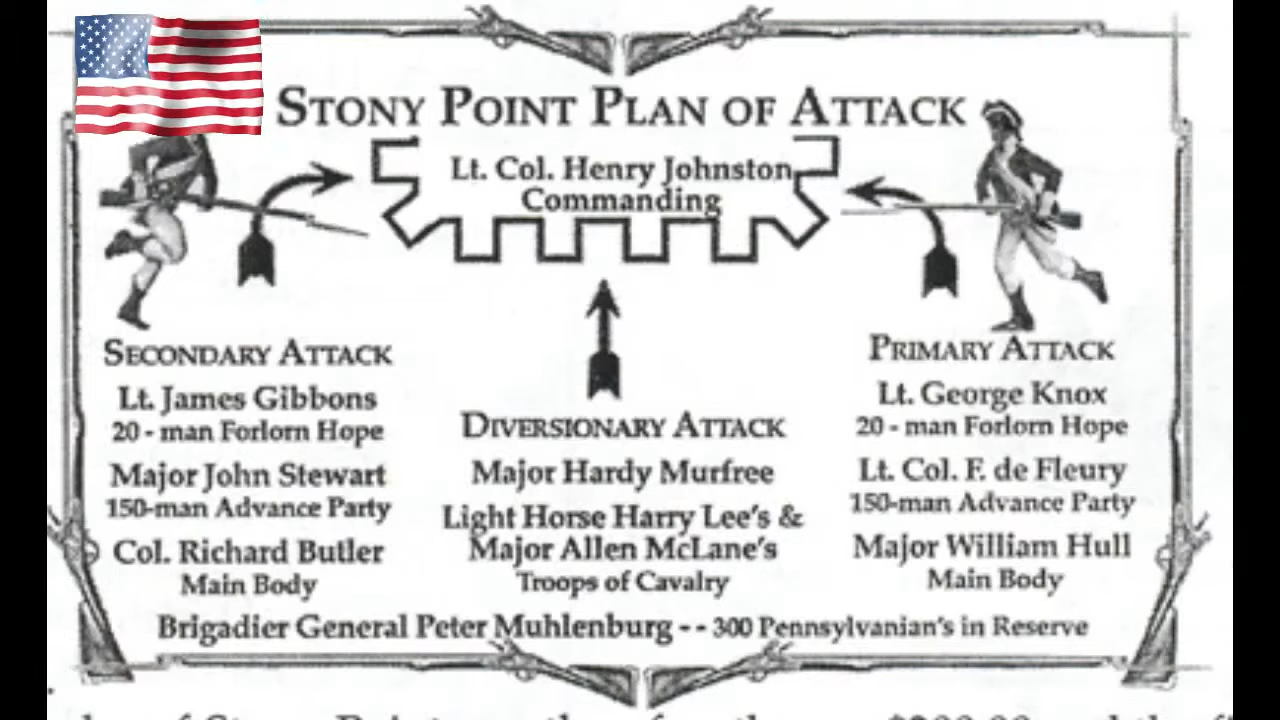 STONY POINT PLAN OF ATTACK
Lt. Col. Henry Johnston
Commanding
SECONDARY ATTACK
Lt. James Gibbons
20 - man Forlorn Hope
Major John Stewart
150-man Advance Party
Col. Richard Butler
Main Body
DIVERSIONARY ATTACK
Major Hardy Murfree
Light Horse Harry Lee's &
Major Allen McLane's
Troops of Cavalry
PRIMARY ATTACK
Lt. George Knox
20 - man Forlorn Hope
Lt. Col. F. de Fleury
150-man Advance Party
Major William Hull
Main Body
Brigadier General Peter Muhlenburg - - 300 Pennsylvanian's in Reserve